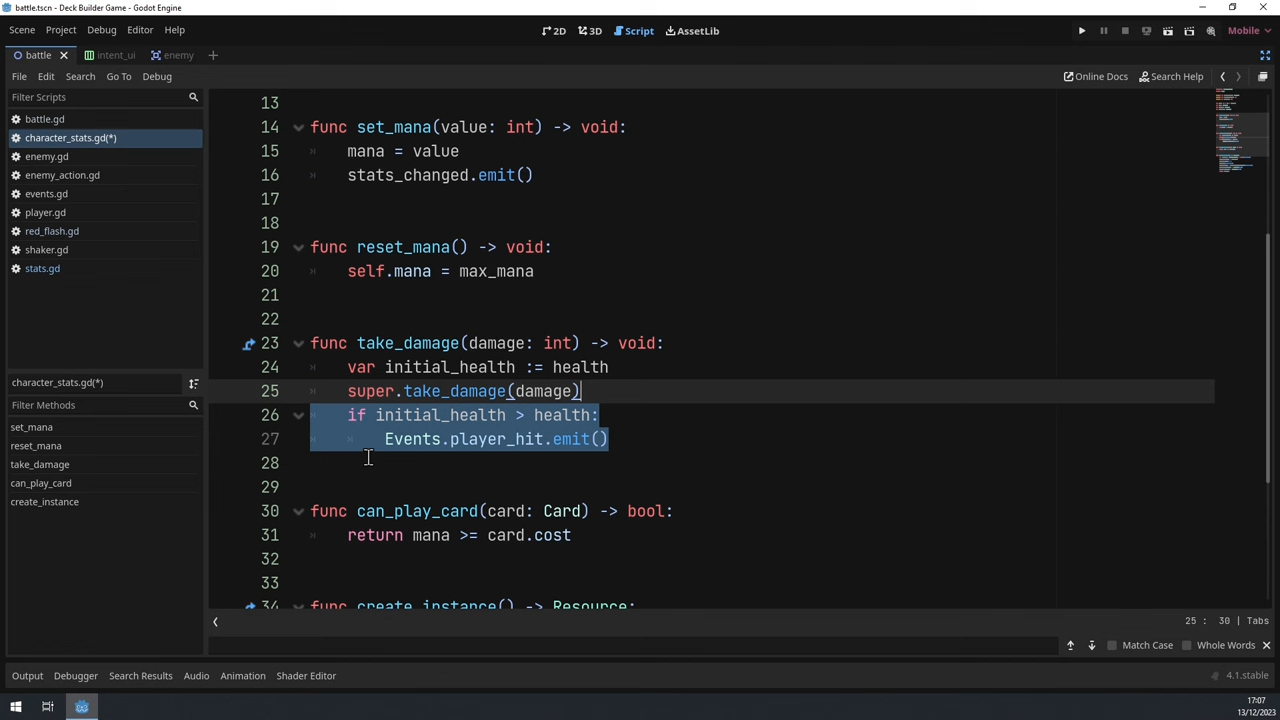 battle.tscn - Deck Builder Game - Godot Engine
Scene Project Debug Editor Help
2D 3D Script AssetLib
Mobile
battle intent_ui enemy
File Edit Search Go To Debug
Online Docs Search Help
Filter Scripts
battle.gd
character_stats.gd(*)
enemy.gd
enemy_action.gd
events.gd
player.gd
red_flash.gd
shaker.gd
stats.gd
character_stats.gd(*)
Filter Methods
set_mana
reset_mana
take_damage
can_play_card
create_instance
13
14 func set_mana(value: int) -> void:
15 mana = value
16 stats_changed.emit()
17
18
19 func reset_mana() -> void:
20 self.mana = max_mana
21
22
23 func take_damage(damage: int) -> void:
24 var initial_health := health
25 super.take_damage(damage)
26 if initial_health > health:
27 Events.player_hit.emit()
28
29
30 func can_play_card(card: Card) -> bool:
31 return mana >= card.cost
32
33
34 func create_instance() -> Resource:
25 : 30 | Tabs
Match Case Whole Words
Output Debugger Search Results Audio Animation Shader Editor
4.1.stable
17:07
13/12/2023